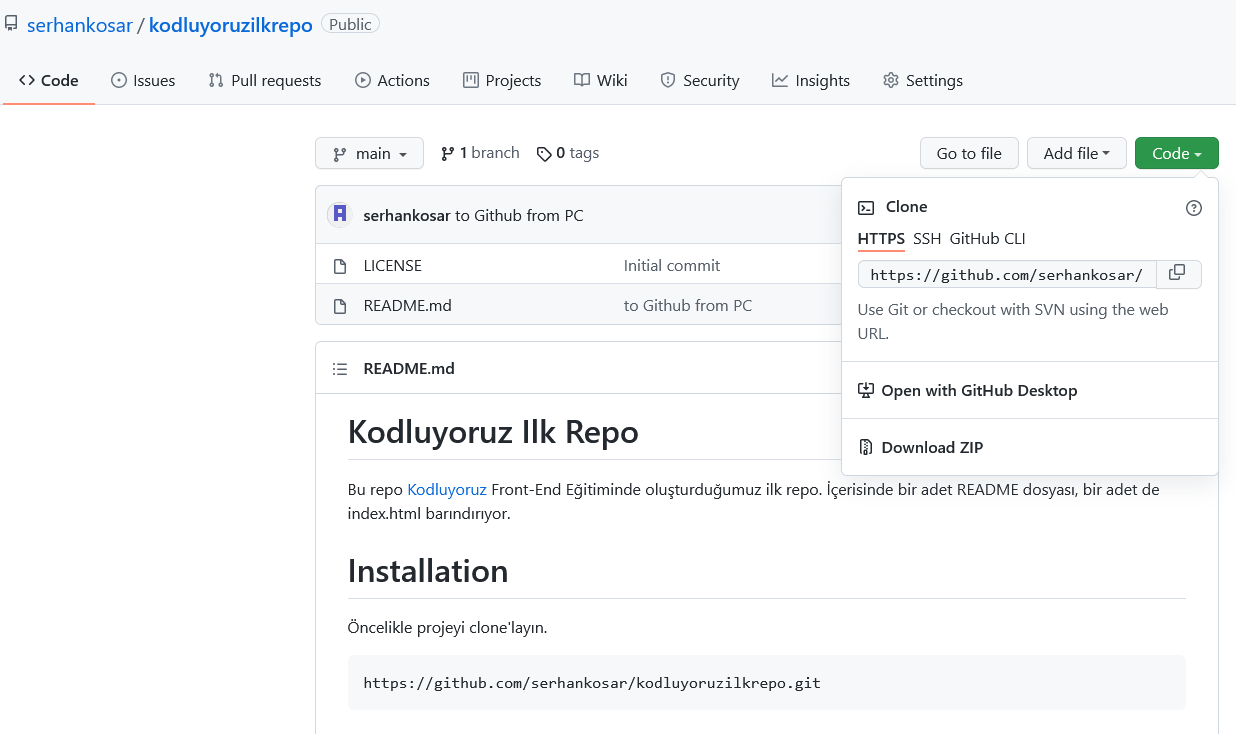 serhankosar / kodluyoruzilkrepo Public
Code Issues Pull requests Actions Projects Wiki Security Insights Settings
main 1 branch 0 tags Go to file Add file Code
serhankosar to Github from PC
LICENSE Initial commit
README.md to Github from PC
Clone
HTTPS SSH GitHub CLI
https://github.com/serhankosar/
Use Git or checkout with SVN using the web
URL.
Open with GitHub Desktop
Download ZIP
README.md
Kodluyoruz Ilk Repo
Bu repo Kodluyoruz Front-End Eğitiminde oluşturduğumuz ilk repo. İçerisinde bir adet README dosyası, bir adet de
index.html barındırıyor.
Installation
Öncelikle projeyi clone'layın.
https://github.com/serhankosar/kodluyoruzilkrepo.git